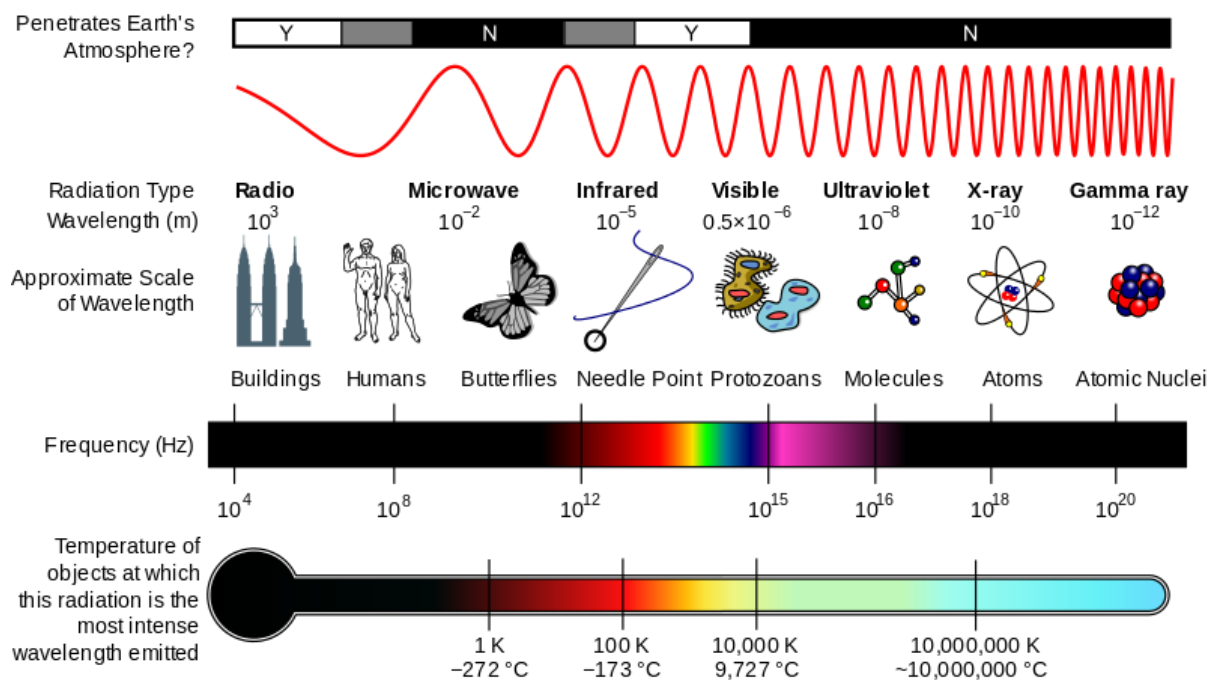 Penetrates Earth's
Atmosphere?
Y N Y N
Radiation Type
Wavelength (m)
Radio Microwave Infrared Visible Ultraviolet X-ray Gamma ray
10³ 10⁻² 10⁻⁵ 0.5×10⁻⁶ 10⁻⁸ 10⁻¹⁰ 10⁻¹²
Approximate Scale
of Wavelength
Buildings Humans Butterflies Needle Point Protozoans Molecules Atoms Atomic Nuclei
Frequency (Hz)
10⁴ 10⁸ 10¹² 10¹⁵ 10¹⁶ 10¹⁸ 10²⁰
Temperature of
objects at which
this radiation is the
most intense
wavelength emitted
1 K 100 K 10,000 K 10,000,000 K
−272 °C −173 °C 9,727 °C ~10,000,000 °C